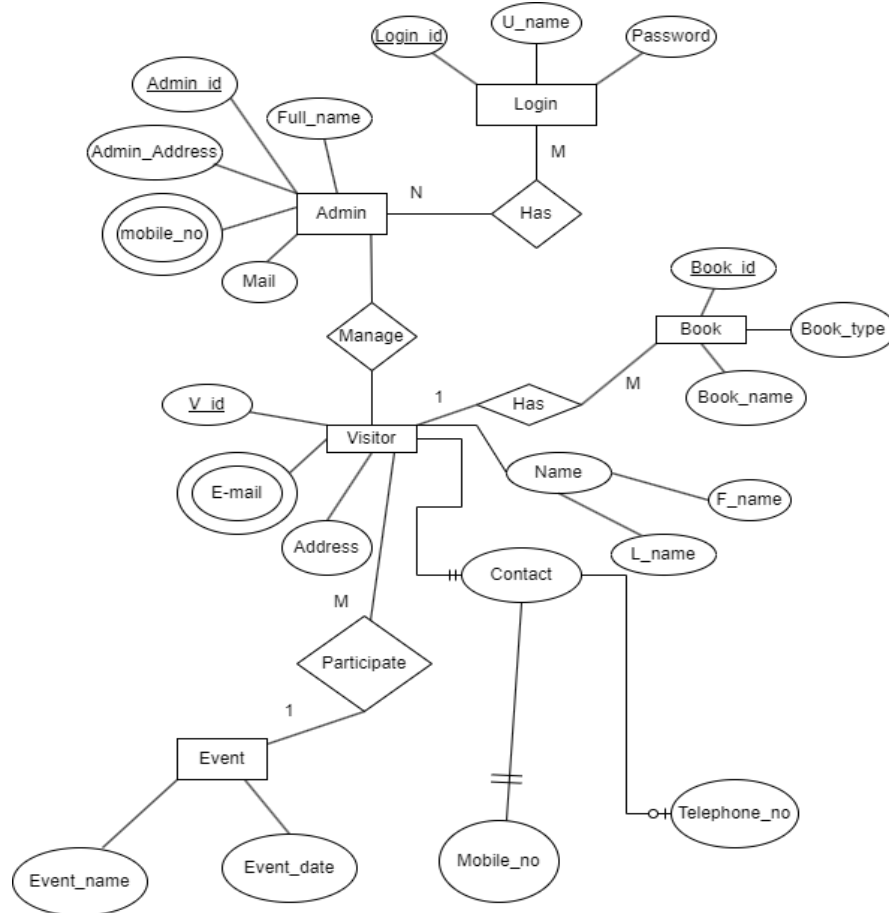 U_name
Login_id
Password
Admin_id
Login
Full_name
Admin_Address
M
N
Admin
Has
mobile_no
Book_id
Mail
Book
Book_type
Manage
M
Book_name
1
Has
V_id
Visitor
Name
E-mail
F_name
Address
L_name
Contact
M
Participate
1
Event
Telephone_no
Mobile_no
Event_date
Event_name